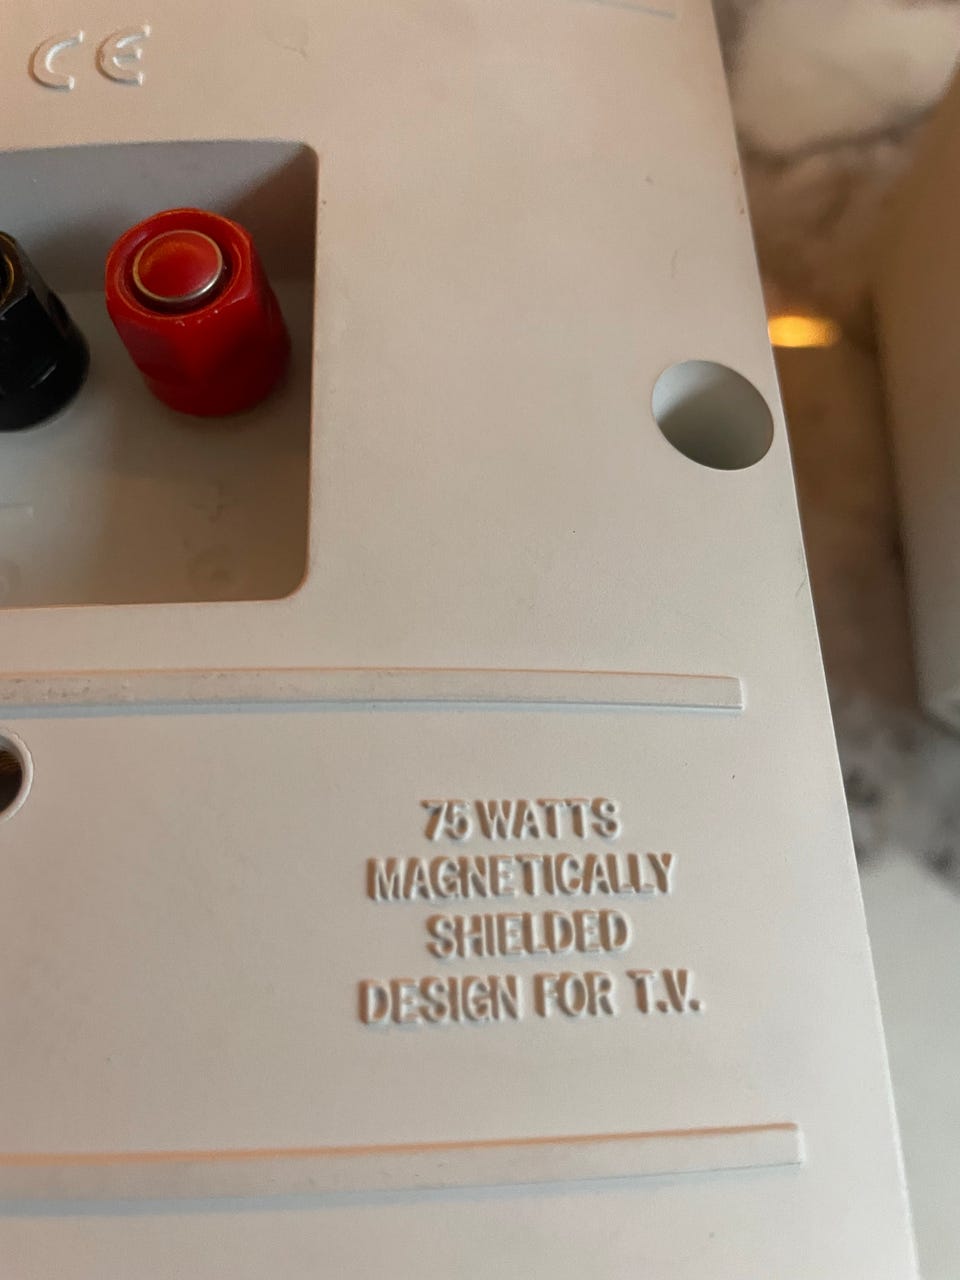 CE
75 WATTS
MAGNETICALLY
SHIELDED
DESIGN FOR T.V.